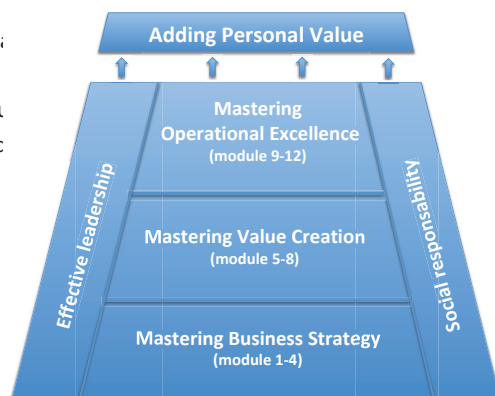 Adding Personal Value
Mastering
Operational Excellence
(module 9-12)
Effective leadership
Social responsability
Mastering Value Creation
(module 5-8)
Mastering Business Strategy
(module 1-4)